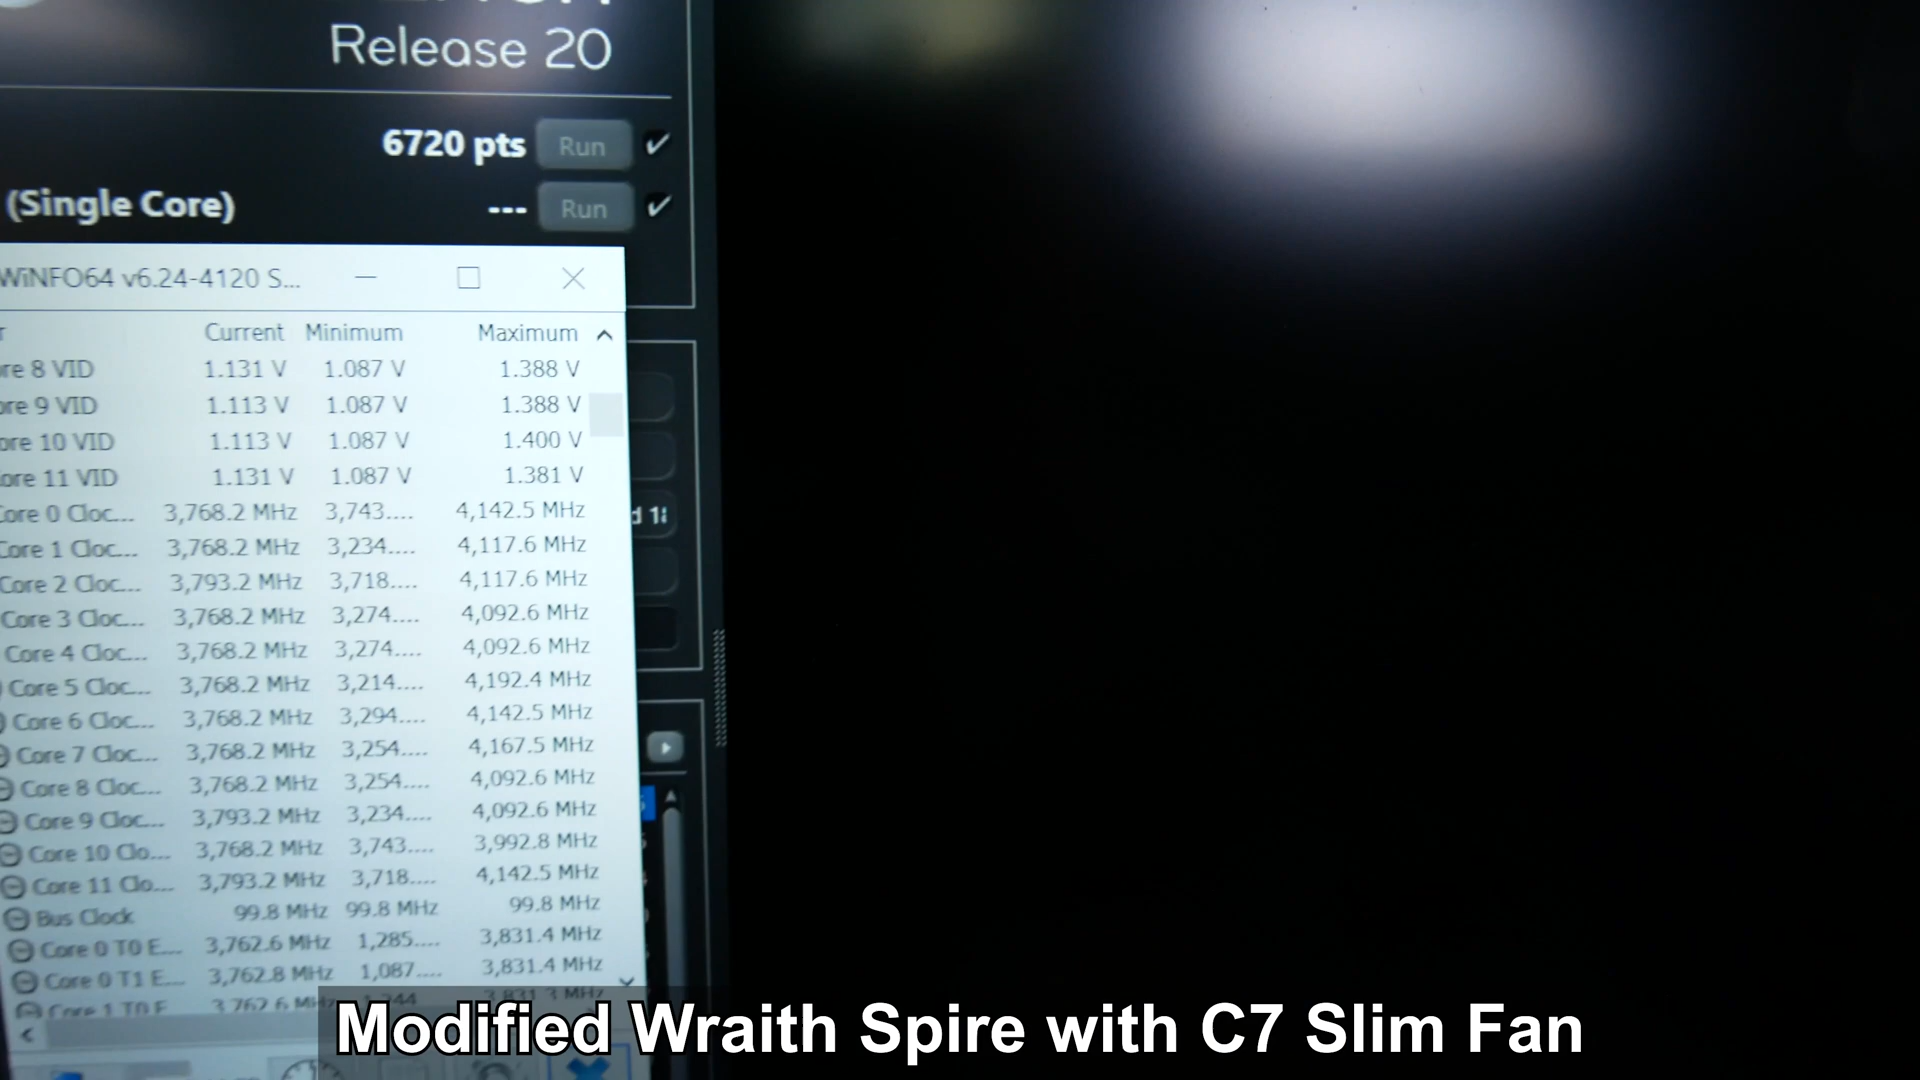 Release 20
6720 pts Run
(Single Core) --- Run
WiNFO64 v6.24-4120 S...
Current Minimum Maximum
re 8 VID 1.131 V 1.087 V 1.388 V
ore 9 VID 1.113 V 1.087 V 1.388 V
ore 10 VID 1.113 V 1.087 V 1.400 V
ore 11 VID 1.131 V 1.087 V 1.381 V
Core 0 Cloc... 3,768.2 MHz 3,743.... 4,142.5 MHz
Core 1 Cloc... 3,768.2 MHz 3,234.... 4,117.6 MHz
Core 2 Cloc... 3,793.2 MHz 3,718.... 4,117.6 MHz
Core 3 Cloc... 3,768.2 MHz 3,274.... 4,092.6 MHz
Core 4 Cloc... 3,768.2 MHz 3,274.... 4,092.6 MHz
Core 5 Cloc... 3,768.2 MHz 3,214.... 4,192.4 MHz
Core 6 Cloc... 3,768.2 MHz 3,294.... 4,142.5 MHz
Core 7 Cloc... 3,768.2 MHz 3,254.... 4,167.5 MHz
Core 8 Cloc... 3,768.2 MHz 3,254.... 4,092.6 MHz
Core 9 Cloc... 3,793.2 MHz 3,234.... 4,092.6 MHz
Core 10 Clo... 3,768.2 MHz 3,743.... 3,992.8 MHz
Core 11 Clo... 3,793.2 MHz 3,718.... 4,142.5 MHz
Bus Clock 99.8 MHz 99.8 MHz 99.8 MHz
Core 0 T0 E... 3,762.6 MHz 1,285.... 3,831.4 MHz
Core 0 T1 E... 3,762.8 MHz 1,087.... 3,831.4 MHz
Core 1 T0 E 3,762.6 MHz
Modified Wraith Spire with C7 Slim Fan